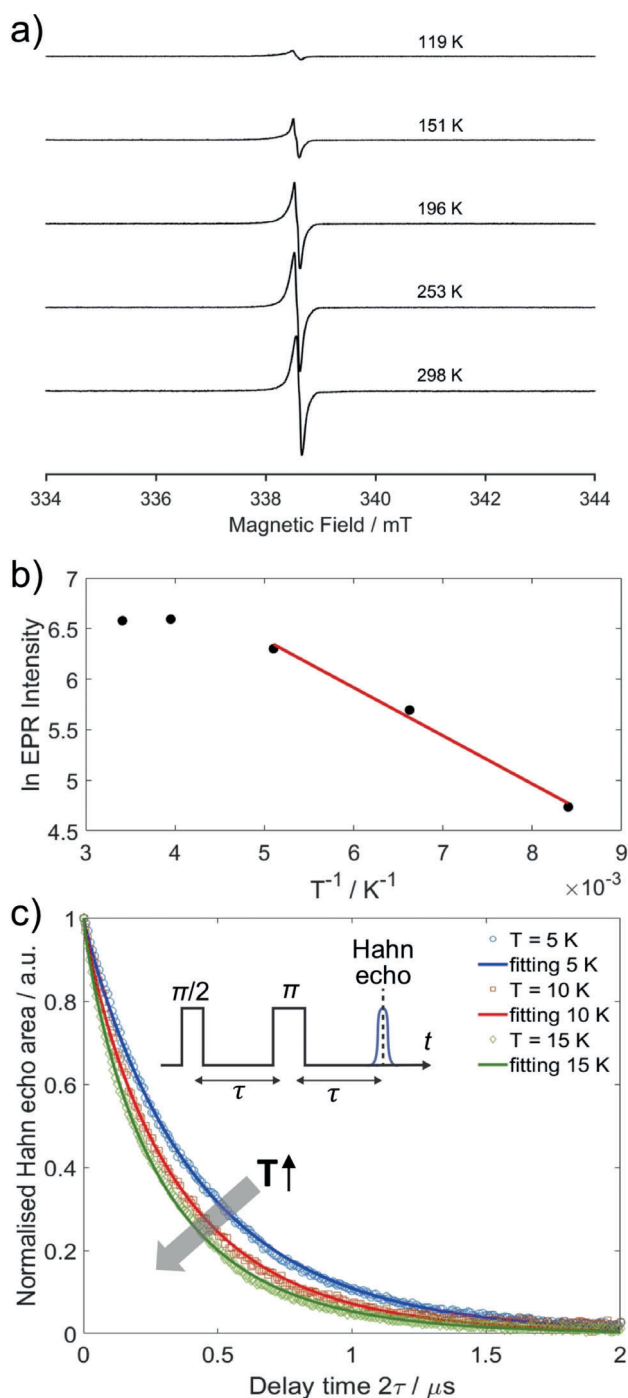 a)
119 K
151 K
196 K
253 K
298 K
334 336 338 340 342 344
Magnetic Field / mT
b)
7
6.5
6
5.5
5
4.5
ln EPR Intensity
3 4 5 6 7 8 9
T⁻¹ / K⁻¹
×10⁻³
c)
1
0.8
0.6
0.4
0.2
0
Normalised Hahn echo area / a.u.
π/2
π
Hahn
echo
t
τ
τ
T = 5 K
fitting 5 K
T = 10 K
fitting 10 K
T = 15 K
fitting 15 K
T
0 0.5 1 1.5 2
Delay time 2τ / μs